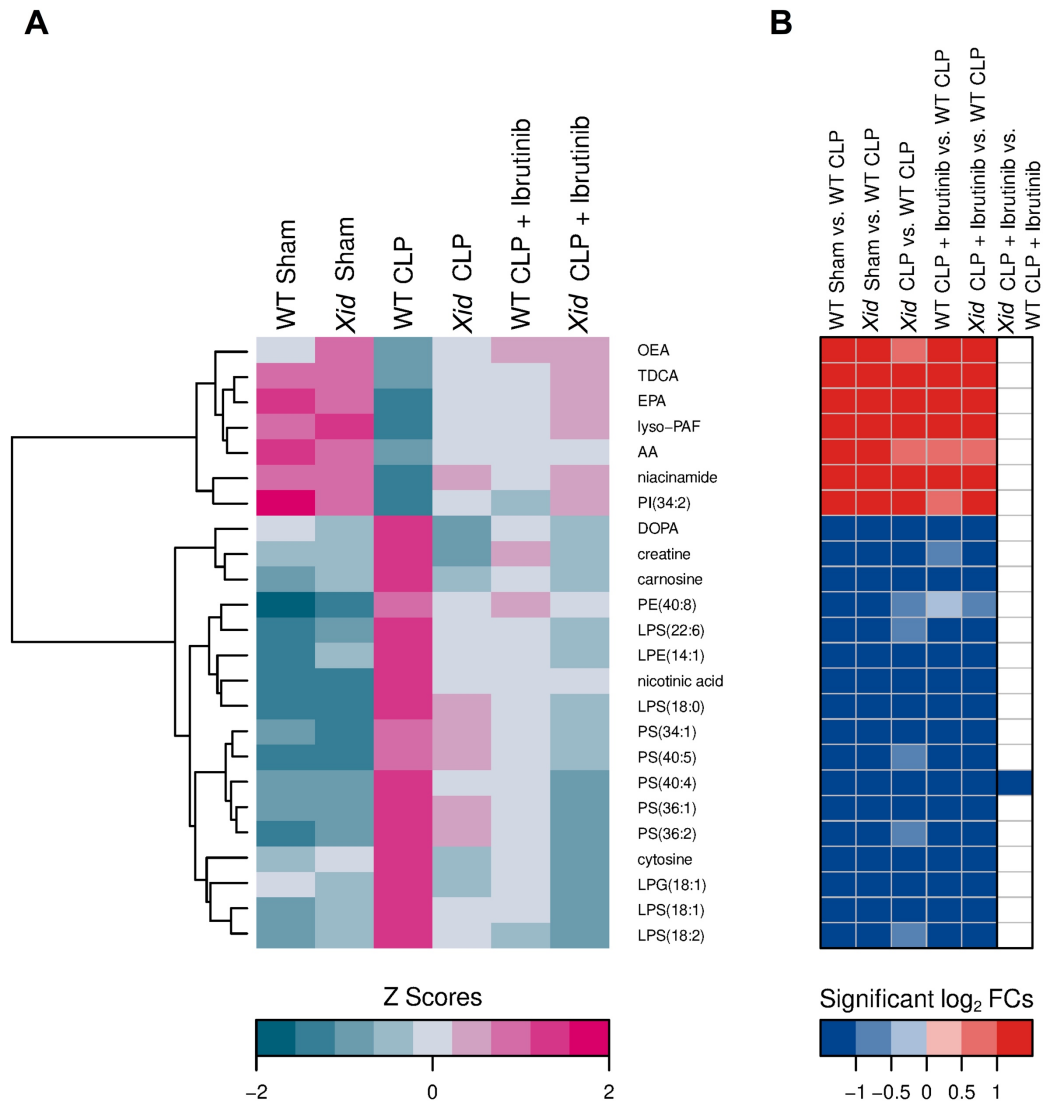 A
B
WT Sham
Xid Sham
WT CLP
Xid CLP
WT CLP + Ibrutinib
Xid CLP + Ibrutinib
WT Sham vs. WT CLP
Xid Sham vs. WT CLP
Xid CLP vs. WT CLP
WT CLP + Ibrutinib vs. WT CLP
Xid CLP + Ibrutinib vs. WT CLP
Xid CLP + Ibrutinib vs.
WT CLP + Ibrutinib
OEA
TDCA
EPA
lyso−PAF
AA
niacinamide
PI(34:2)
DOPA
creatine
carnosine
PE(40:8)
LPS(22:6)
LPE(14:1)
nicotinic acid
LPS(18:0)
PS(34:1)
PS(40:5)
PS(40:4)
PS(36:1)
PS(36:2)
cytosine
LPG(18:1)
LPS(18:1)
LPS(18:2)
Z Scores
−2 0 2
Significant log₂ FCs
−1 −0.5 0 0.5 1